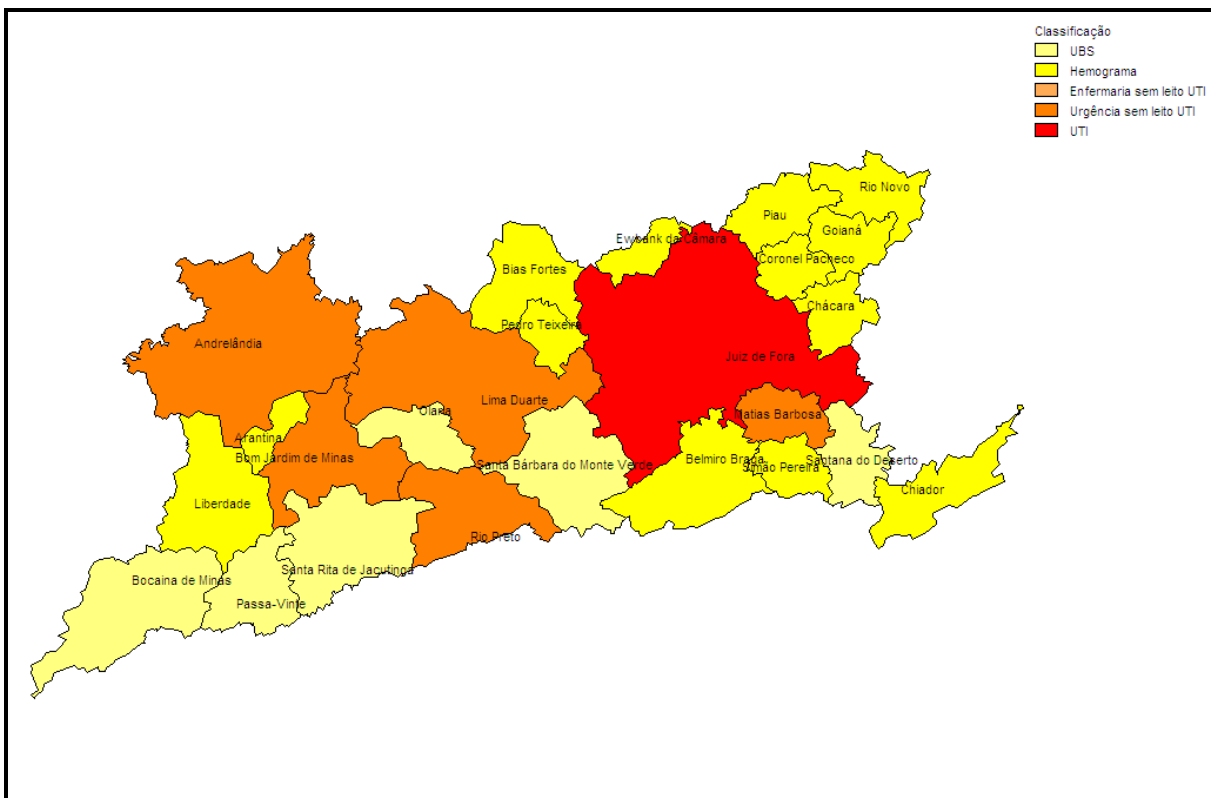 Classificação
UBS
Hemograma
Enfermaria sem leito UTI
Urgência sem leito UTI
UTI
Rio Novo
Piau
Goianá
Ewbank da Câmara
Coronel Pacheco
Bias Fortes
Chácara
Pedro Teixeira
Andrelândia
Juiz de Fora
Lima Duarte
Olaria
Matias Barbosa
Arantina
Bom Jardim de Minas
Santa Bárbara do Monte Verde
Belmiro Braga
Simão Pereira
Santana do Deserto
Chiador
Liberdade
Rio Preto
Santa Rita de Jacutinga
Bocaina de Minas
Passa-Vinte